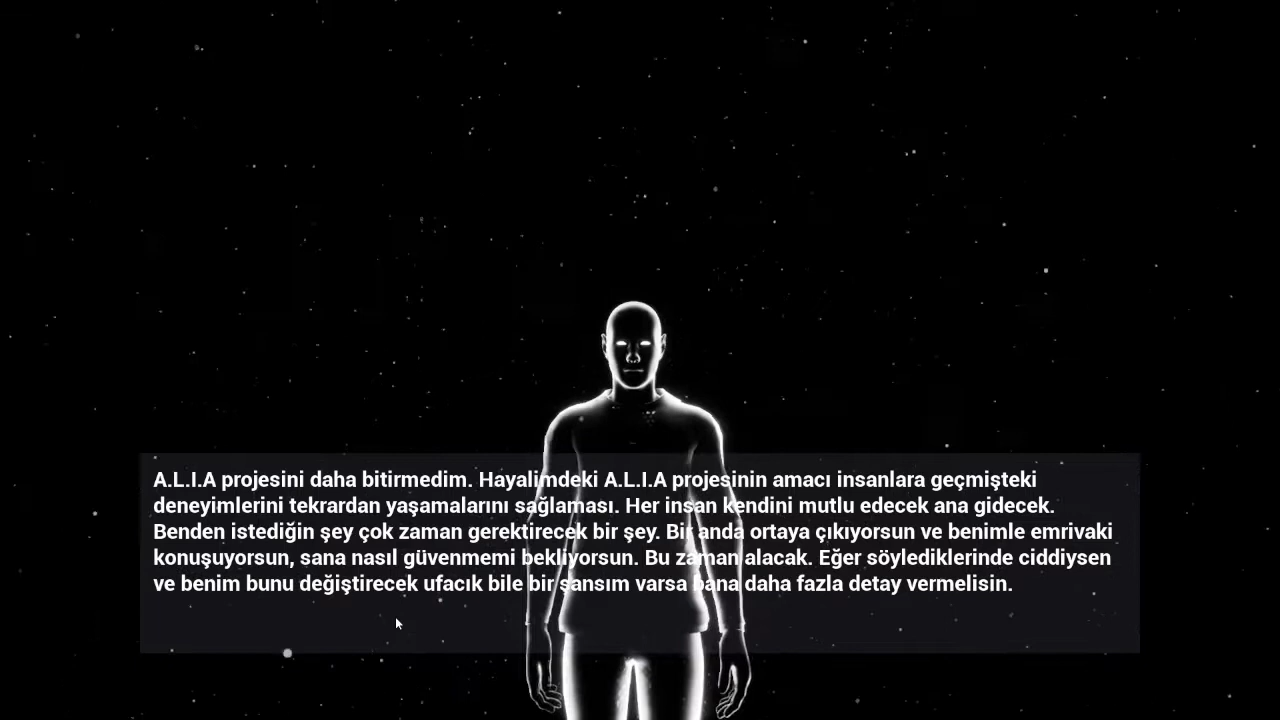 A.L.I.A projesini daha bitirmedim. Hayalimdeki A.L.I.A projesinin amacı insanlara geçmişteki
deneyimlerini tekrardan yaşamalarını sağlaması. Her insan kendini mutlu edecek ana gidecek.
Benden istediğin şey çok zaman gerektirecek bir şey. Bir anda ortaya çıkıyorsun ve benimle emrivaki
konuşuyorsun, sana nasıl güvenmemi bekliyorsun. Bu zaman alacak. Eğer söylediklerinde ciddiysen
ve benim bunu değiştirecek ufacık bile bir şansım varsa bana daha fazla detay vermelisin.